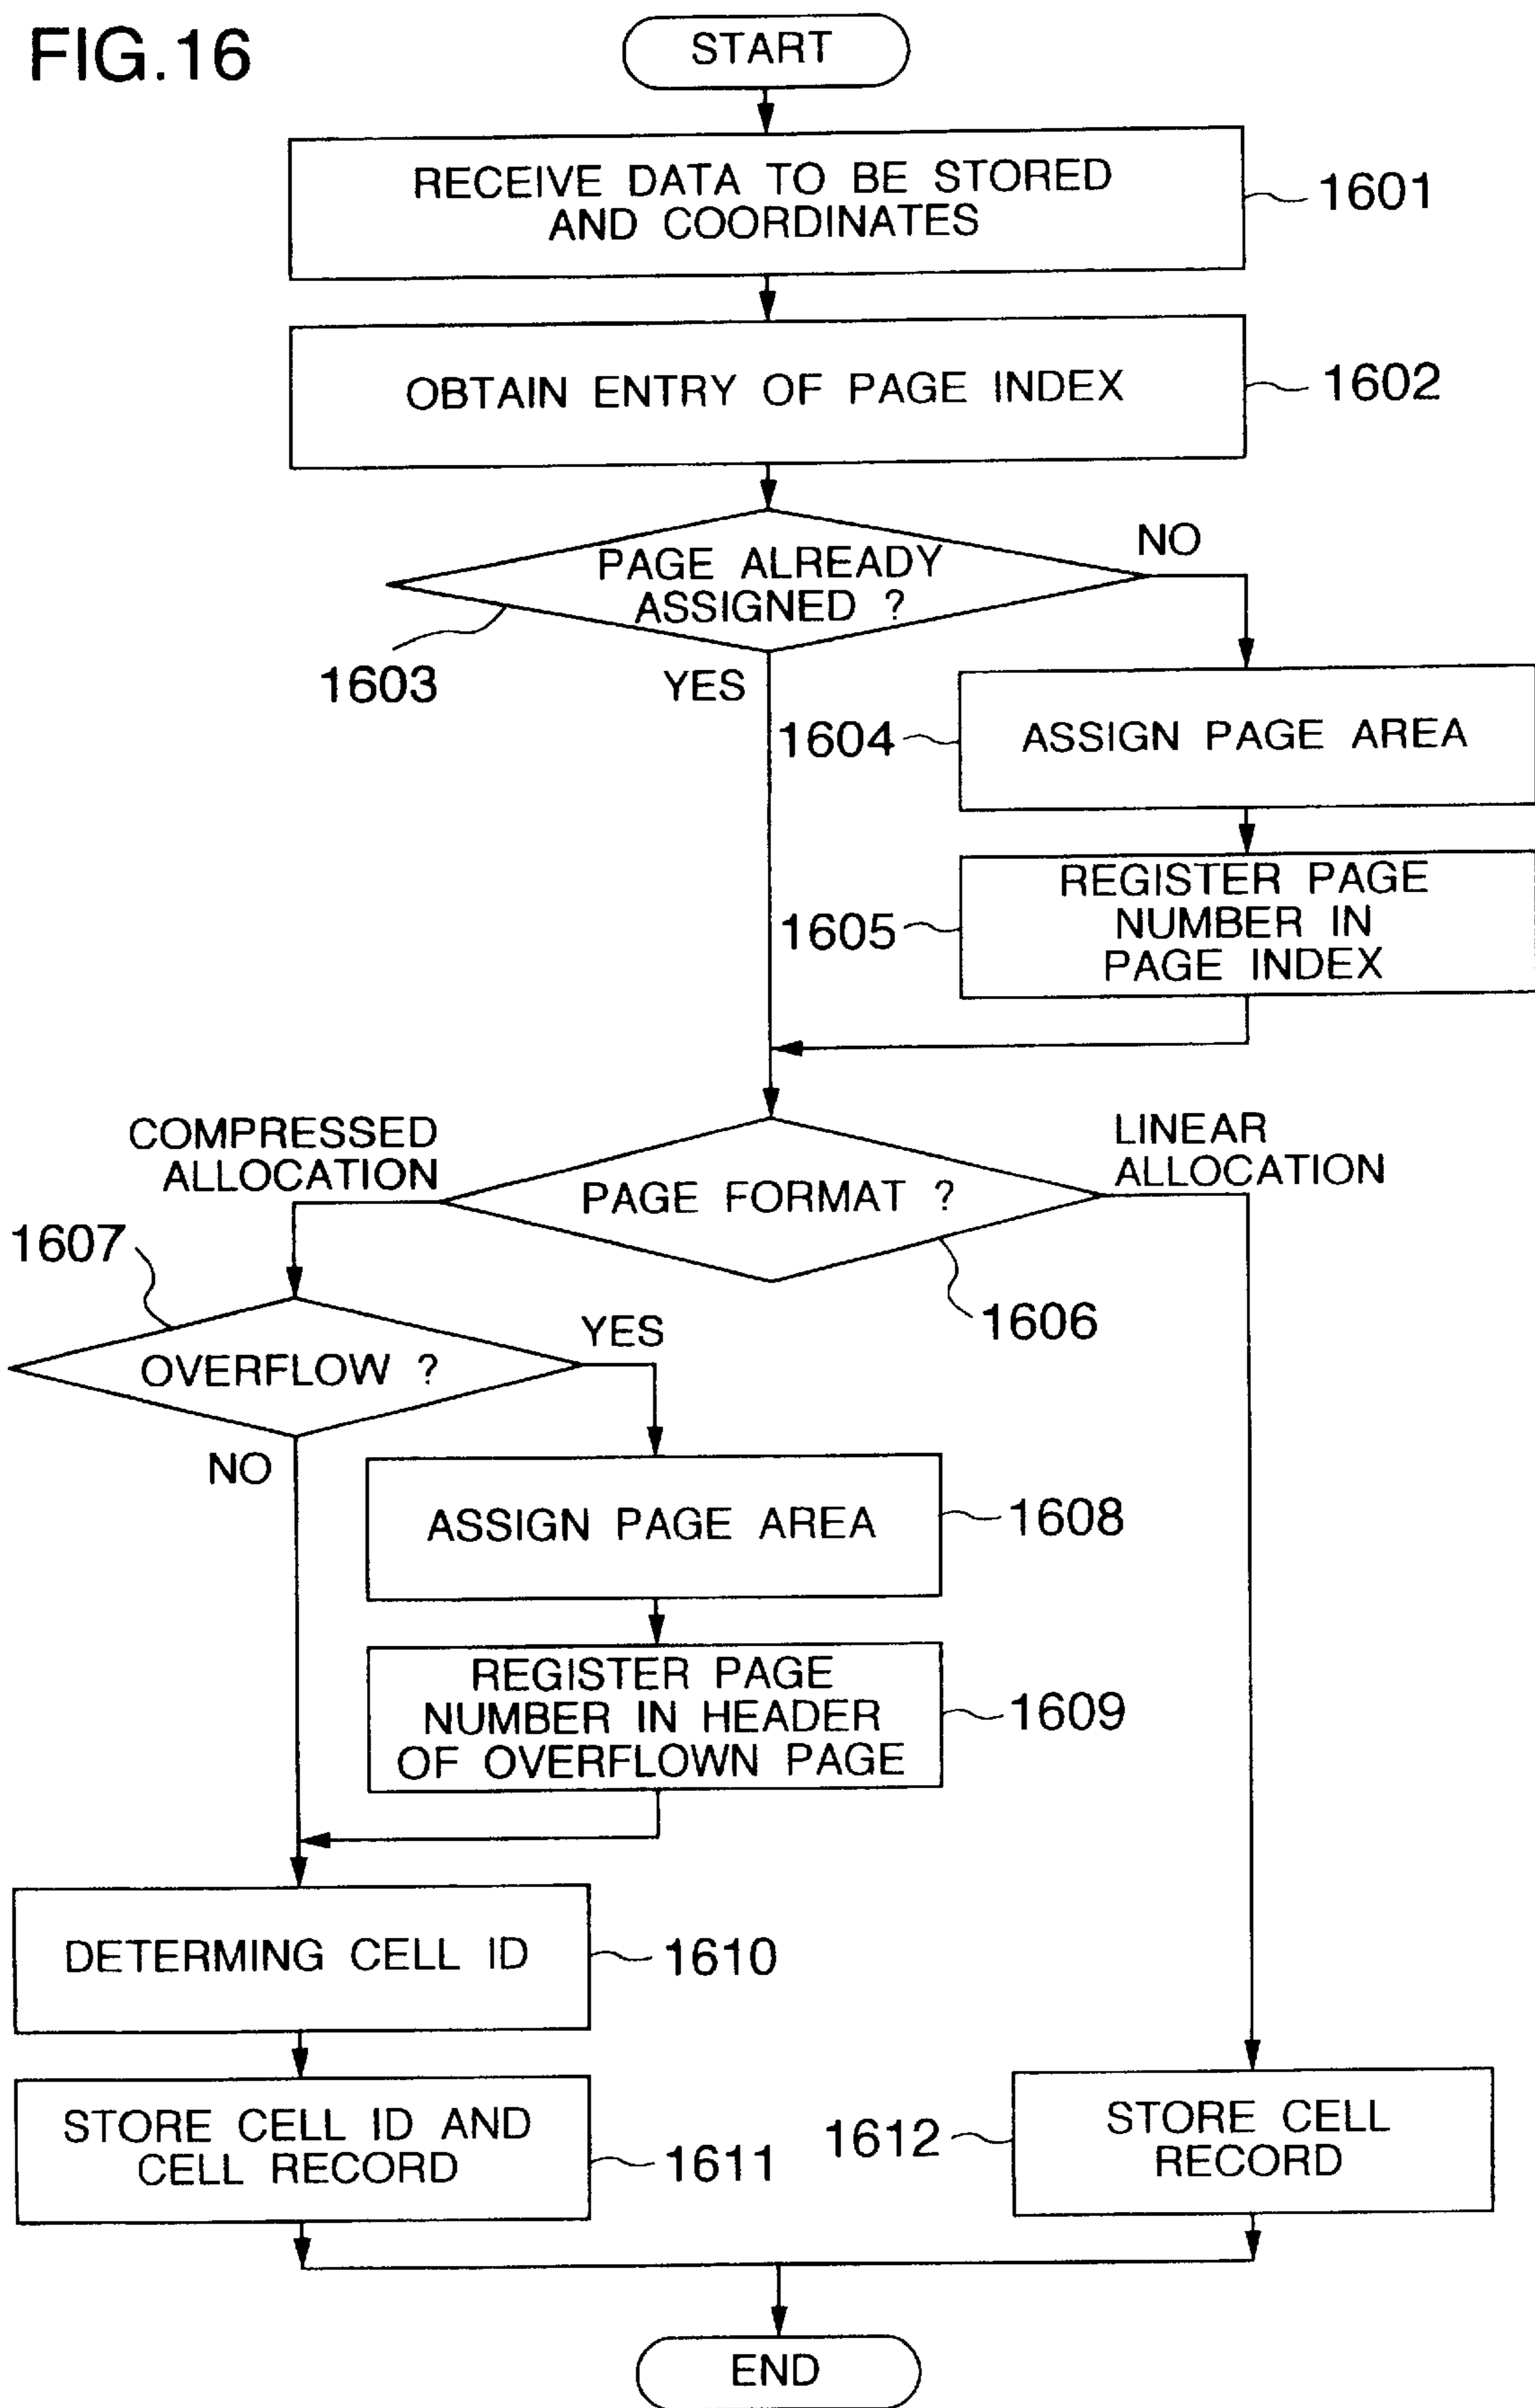 FIG.16
START
RECEIVE DATA TO BE STORED
AND COORDINATES
1601
OBTAIN ENTRY OF PAGE INDEX
1602
PAGE ALREADY
ASSIGNED ?
NO
1603
YES
1604
ASSIGN PAGE AREA
REGISTER PAGE
NUMBER IN
PAGE INDEX
1605
COMPRESSED
ALLOCATION
PAGE FORMAT ?
LINEAR
ALLOCATION
1606
1607
OVERFLOW ?
YES
NO
ASSIGN PAGE AREA
1608
REGISTER PAGE
NUMBER IN HEADER
OF OVERFLOWN PAGE
1609
DETERMING CELL ID
1610
STORE CELL ID AND
CELL RECORD
1611
1612
STORE CELL
RECORD
END